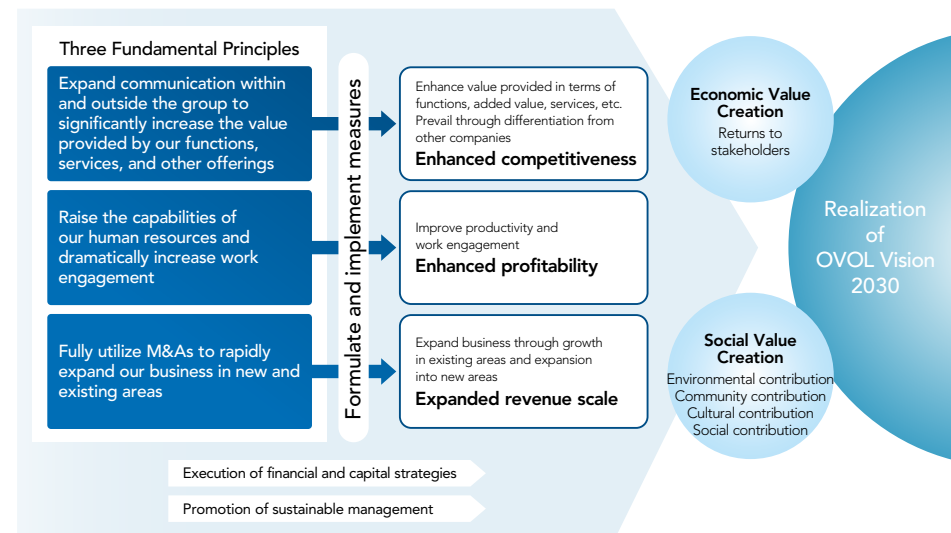 Three Fundamental Principles
Expand communication within
and outside the group to
significantly increase the value
provided by our functions,
services, and other offerings
Raise the capabilities of
our human resources and
dramatically increase work
engagement
Fully utilize M&As to rapidly
expand our business in new and
existing areas
Formulate and implement measures
Enhance value provided in terms of
functions, added value, services, etc.
Prevail through differentiation from
other companies
Enhanced competitiveness
Improve productivity and
work engagement
Enhanced profitability
Expand business through growth
in existing areas and expansion
into new areas
Expanded revenue scale
Economic Value
Creation
Returns to
stakeholders
Social Value
Creation
Environmental contribution
Community contribution
Cultural contribution
Social contribution
Realization
of
OVOL Vision
2030
Execution of financial and capital strategies
Promotion of sustainable management